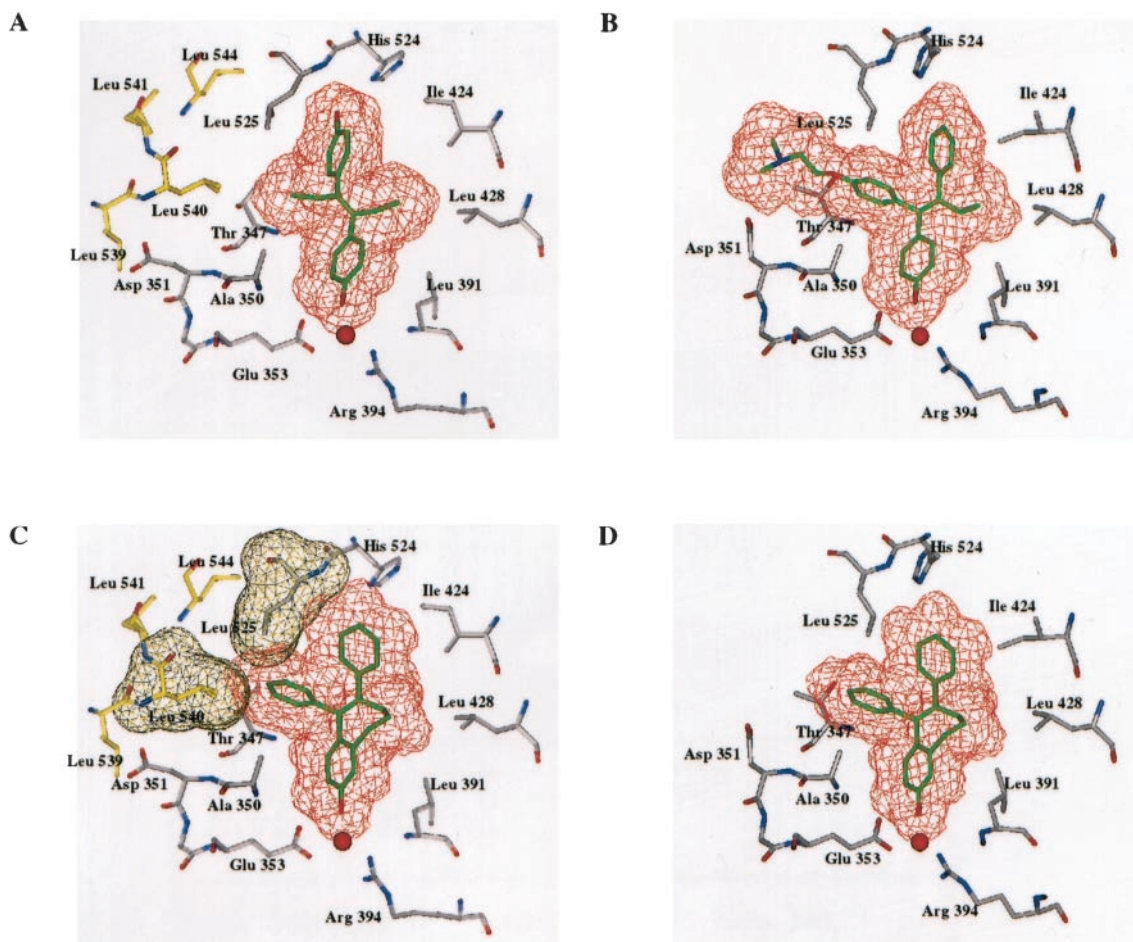 A
Leu 544
His 524
Leu 541
Ile 424
Leu 525
Leu 428
Leu 540
Thr 347
Leu 539
Asp 351
Ala 350
Leu 391
Glu 353
Arg 394
B
His 524
Ile 424
Leu 525
Leu 428
Thr 347
Asp 351
Ala 350
Leu 391
Glu 353
Arg 394
C
Leu 544
His 524
Leu 541
Ile 424
Leu 525
Leu 428
Leu 540
Thr 347
Leu 539
Asp 351
Ala 350
Leu 391
Glu 353
Arg 394
D
His 524
Ile 424
Leu 525
Leu 428
Thr 347
Asp 351
Ala 350
Leu 391
Glu 353
Arg 394